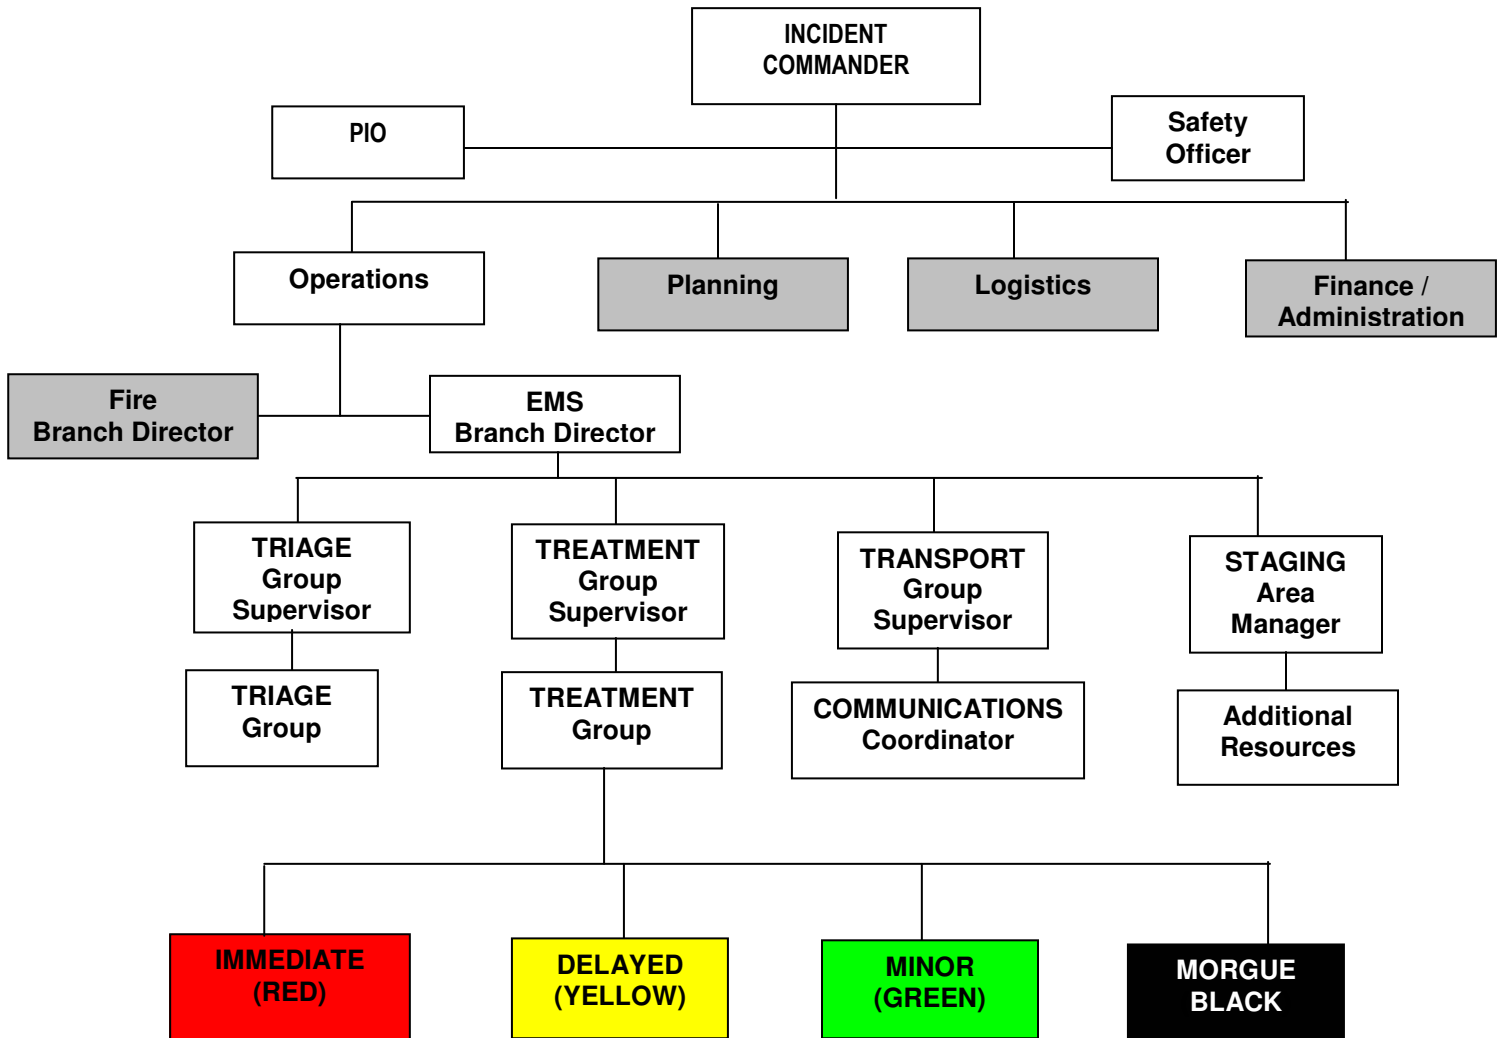 INCIDENT
COMMANDER
PIO
Safety
Officer
Operations
Planning
Logistics
Finance /
Administration
Fire
Branch Director
EMS
Branch Director
TRIAGE
Group
Supervisor
TREATMENT
Group
Supervisor
TRANSPORT
Group
Supervisor
STAGING
Area
Manager
TRIAGE
Group
TREATMENT
Group
COMMUNICATIONS
Coordinator
Additional
Resources
IMMEDIATE
(RED)
DELAYED
(YELLOW)
MINOR
(GREEN)
MORGUE
BLACK